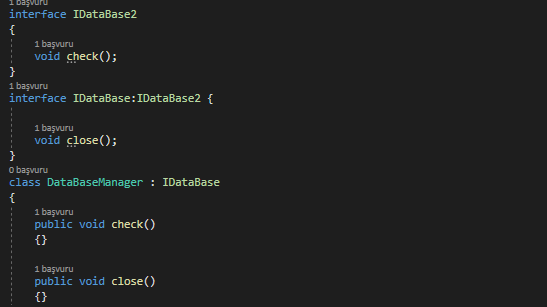 1 başvuru
interface IDataBase2
{
1 başvuru
void check();
}
1 başvuru
interface IDataBase:IDataBase2 {
1 başvuru
void close();
}
0 başvuru
class DataBaseManager : IDataBase
{
1 başvuru
public void check()
{}
1 başvuru
public void close()
{}